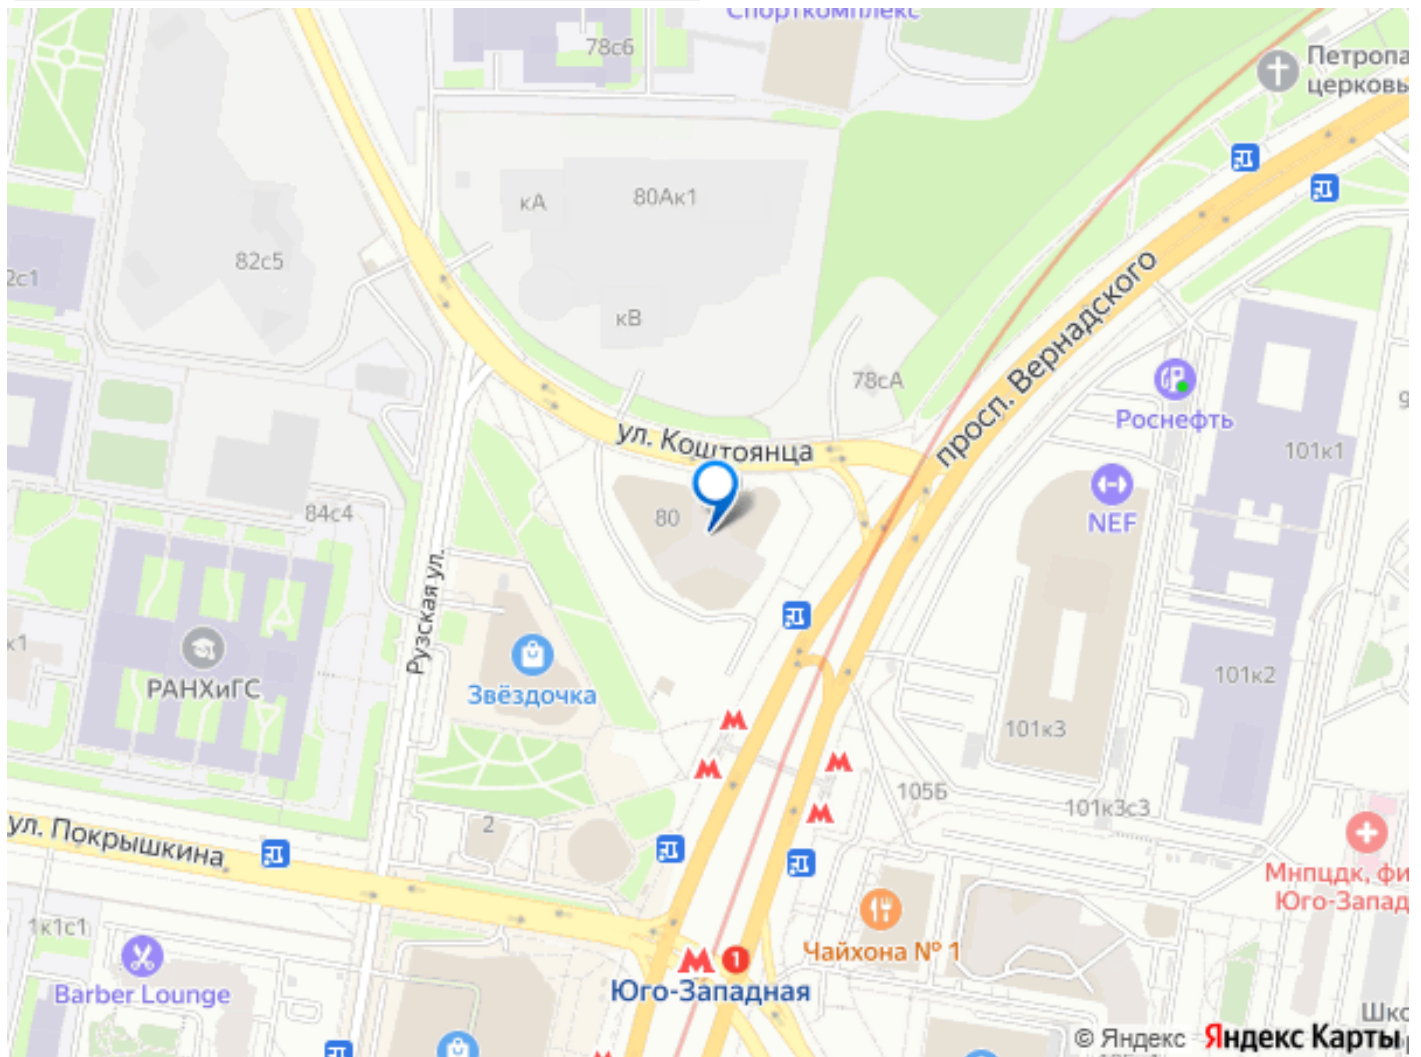 Спорткомплекс
78с6
Петропа
церковь
кА
80Ак1
82с5
2с1
кВ
просп. Вернадского
78сА
Роснефть
ул. Коштоянца
101к1
9
NEF
80
84с4
Рузская ул.
к1
РАНХиГС
Звёздочка
101к2
М
М
М
М
101к3
105Б
101к3с3
2
ул. Покрышкина
Мнпцдк, фи
Юго-Запад
1к1с1
Чайхона № 1
М 1
Юго-Западная
Barber Lounge
Шко
© Яндекс Яндекс Карты